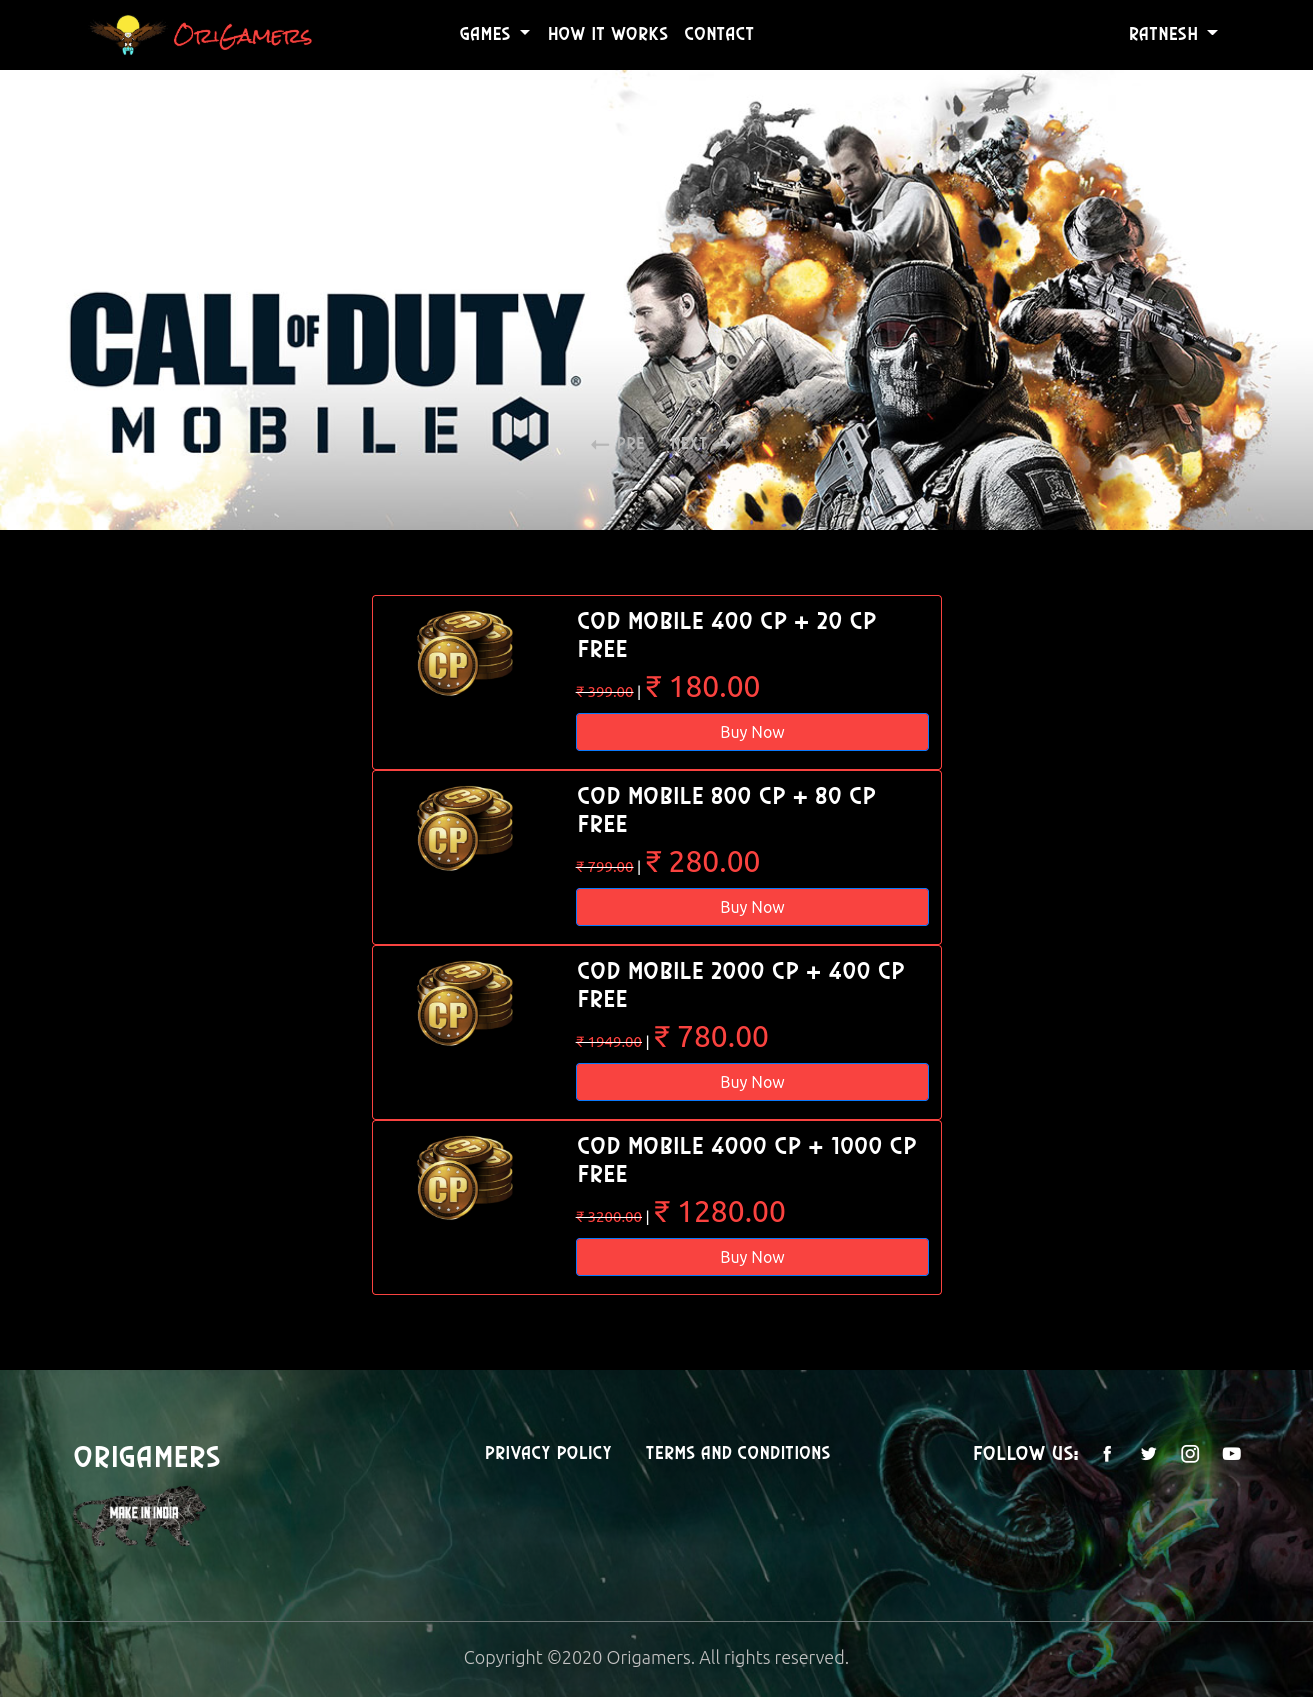 OriGamers
GAMES
HOW IT WORKS
CONTACT
RATNESH
CALL OF DUTY®
MOBILE
PRE
NEXT
COD MOBILE 400 CP + 20 CP
FREE
₹ 399.00 | ₹ 180.00
Buy Now
CP
CP
COD MOBILE 800 CP + 80 CP
FREE
₹ 799.00 | ₹ 280.00
Buy Now
CP
CP
COD MOBILE 2000 CP + 400 CP
FREE
₹ 1949.00 | ₹ 780.00
Buy Now
CP
CP
COD MOBILE 4000 CP + 1000 CP
FREE
₹ 3200.00 | ₹ 1280.00
Buy Now
CP
CP
ORIGAMERS
MAKE IN INDIA
PRIVACY POLICY
TERMS AND CONDITIONS
FOLLOW US:
Copyright ©2020 Origamers. All rights reserved.